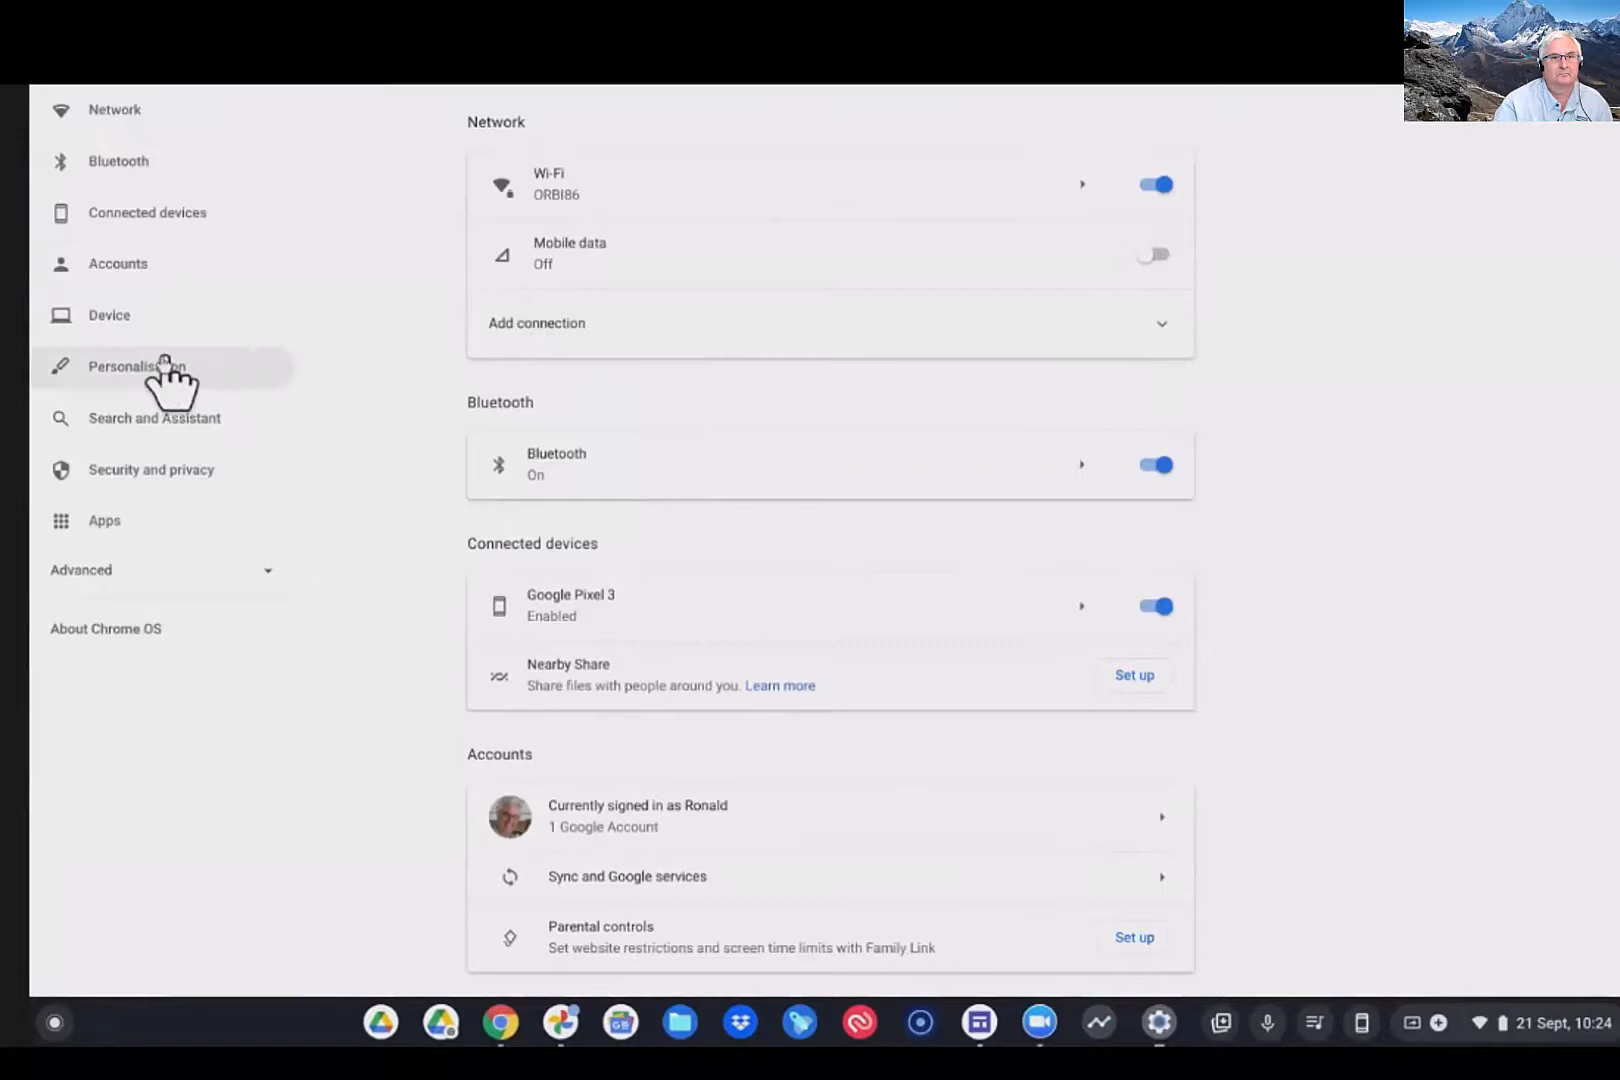 Network
Bluetooth
Connected devices
Accounts
Device
Search and Assistant
Security and privacy
Apps
Advanced
About Chrome OS
Network
Wi-Fi
ORBI86
Mobile data
Off
Add connection
Bluetooth
Bluetooth
On
Connected devices
Google Pixel 3
Enabled
Nearby Share
Share files with people around you. Learn more
Set up
Accounts
Currently signed in as Ronald
1 Google Account
Sync and Google services
Parental controls
Set website restrictions and screen time limits with Family Link
Set up
21 Sept, 10:24